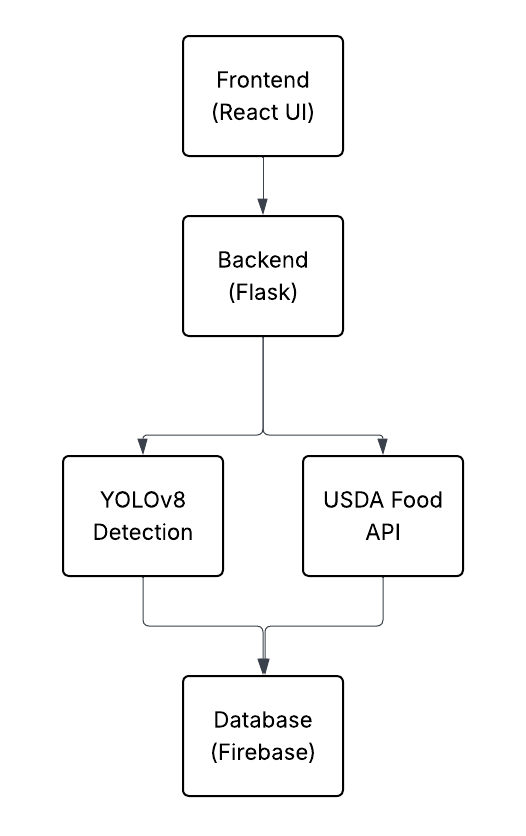 Frontend
(React UI)
Backend
(Flask)
YOLOv8
Detection
USDA Food
API
Database
(Firebase)